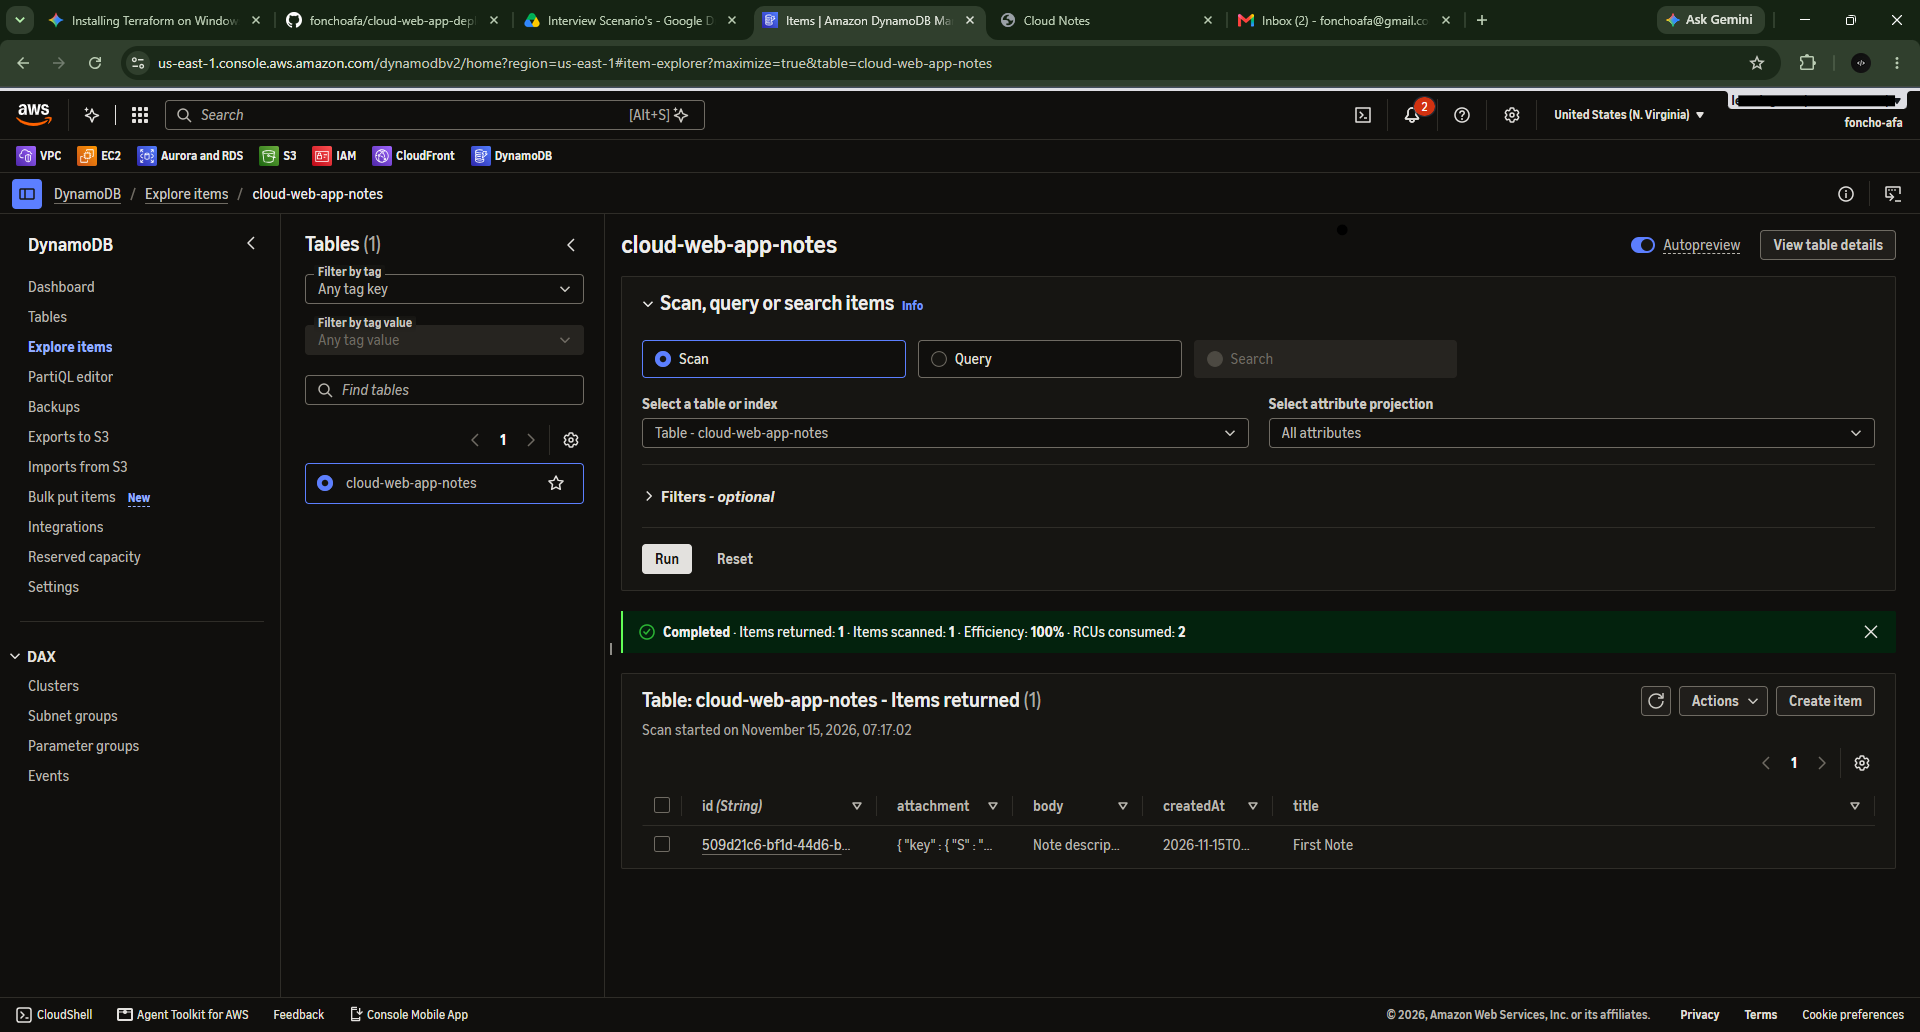 Installing Terraform on Window
fonchoafa/cloud-web-app-depl
Interview Scenario's - Google D
Items | Amazon DynamoDB Ma
Cloud Notes
Inbox (2) - fonchoafa@gmail.co
Ask Gemini
us-east-1.console.aws.amazon.com/dynamodbv2/home?region=us-east-1#item-explorer?maximize=true&table=cloud-web-app-notes
aws
Search
[Alt+S]
2
United States (N. Virginia)
foncho-afa
VPC
EC2
Aurora and RDS
S3
IAM
CloudFront
DynamoDB
DynamoDB / Explore items / cloud-web-app-notes
DynamoDB
Dashboard
Tables
Explore items
PartiQL editor
Backups
Exports to S3
Imports from S3
Bulk put items New
Integrations
Reserved capacity
Settings
DAX
Clusters
Subnet groups
Parameter groups
Events
Tables (1)
Filter by tag
Any tag key
Filter by tag value
Any tag value
Find tables
1
cloud-web-app-notes
cloud-web-app-notes
Autopreview
View table details
Scan, query or search items Info
Scan
Query
Search
Select a table or index
Table - cloud-web-app-notes
Select attribute projection
All attributes
Filters - optional
Run
Reset
Completed · Items returned: 1 · Items scanned: 1 · Efficiency: 100% · RCUs consumed: 2
Table: cloud-web-app-notes - Items returned (1)
Scan started on November 15, 2026, 07:17:02
Actions
Create item
1
id (String) attachment body createdAt title
509d21c6-bf1d-44d6-b... { "key" : { "S" : "... Note descrip... 2026-11-15T0... First Note
CloudShell
Agent Toolkit for AWS
Feedback
Console Mobile App
© 2026, Amazon Web Services, Inc. or its affiliates.
Privacy
Terms
Cookie preferences